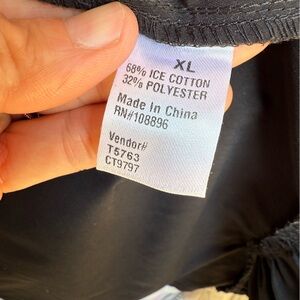 XL
68% ICE COTTON
32% POLYESTER
Made In China
RN#108896
Vendor#
T5763
CT9797